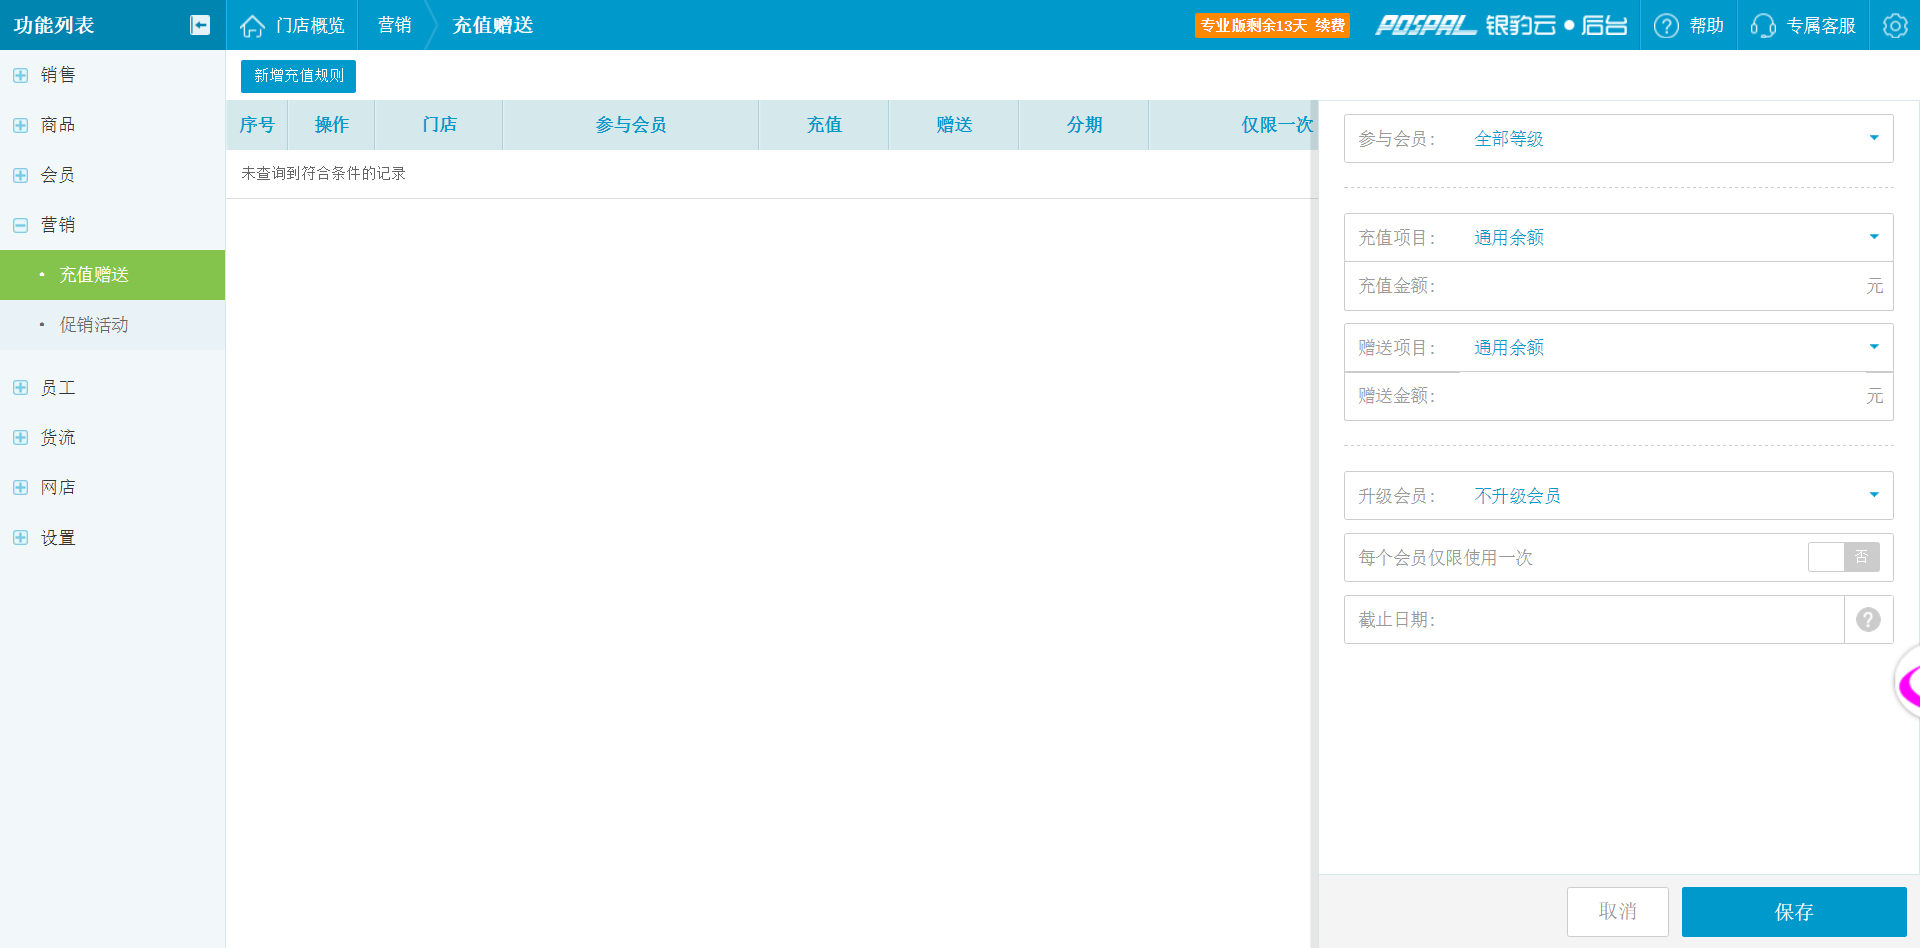 功能列表
门店概览
营销
充值赠送
专业版剩余13天 续费
POSPAL 银豹云●后台
帮助
专属客服
销售
商品
会员
营销
• 充值赠送
• 促销活动
员工
货流
网店
设置
新增充值规则
序号 操作 门店 参与会员 充值 赠送 分期 仅限一次
未查询到符合条件的记录
参与会员： 全部等级
充值项目： 通用余额
充值金额： 元
赠送项目： 通用余额
赠送金额： 元
升级会员： 不升级会员
每个会员仅限使用一次 否
截止日期： ?
取消 保存